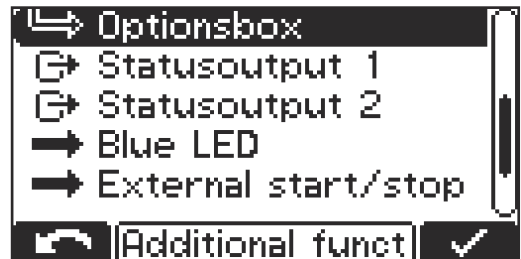 Optionsbox
Statusoutput 1
Statusoutput 2
Blue LED
External start/stop
Additional funct